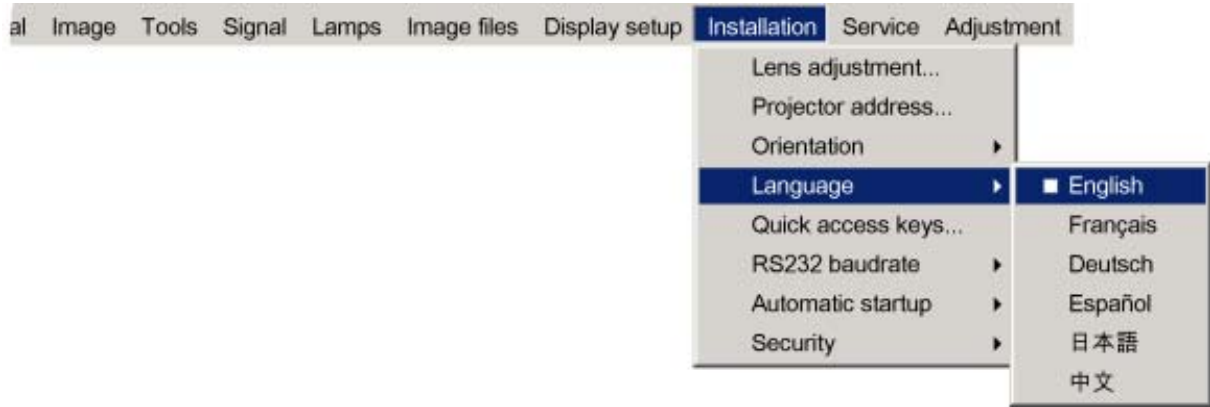 al Image Tools Signal Lamps Image files Display setup Installation Service Adjustment
Lens adjustment...
Projector address...
Orientation
Language
Quick access keys...
RS232 baudrate
Automatic startup
Security
English
Français
Deutsch
Español
日本語
中文